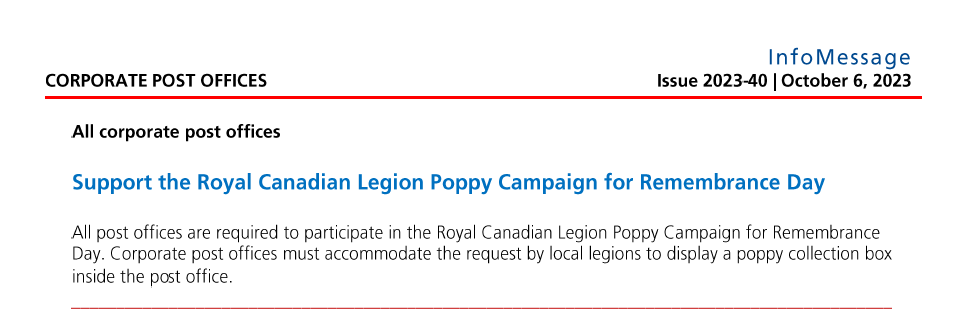 InfoMessage
CORPORATE POST OFFICES Issue 2023-40 | October 6, 2023
All corporate post offices
Support the Royal Canadian Legion Poppy Campaign for Remembrance Day
All post offices are required to participate in the Royal Canadian Legion Poppy Campaign for Remembrance
Day. Corporate post offices must accommodate the request by local legions to display a poppy collection box
inside the post office.